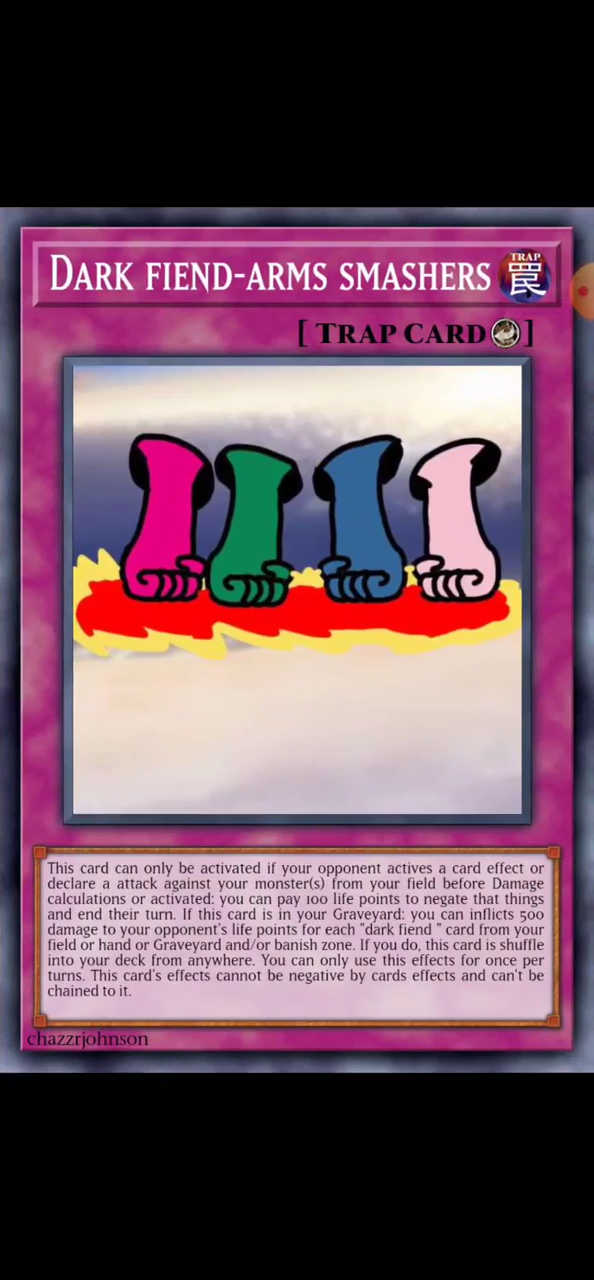 Dark fiend-arms smashers
TRAP
罠
[ Trap Card ]
This card can only be activated if your opponent actives a card effect or
declare a attack against your monster(s) from your field before Damage
calculations or activated: you can pay 100 life points to negate that things
and end their turn. If this card is in your Graveyard: you can inflicts 500
damage to your opponent's life points for each "dark fiend " card from your
field or hand or Graveyard and/or banish zone. If you do, this card is shuffle
into your deck from anywhere. You can only use this effects for once per
turns. This card's effects cannot be negative by cards effects and can't be
chained to it.
chazzrjohnson